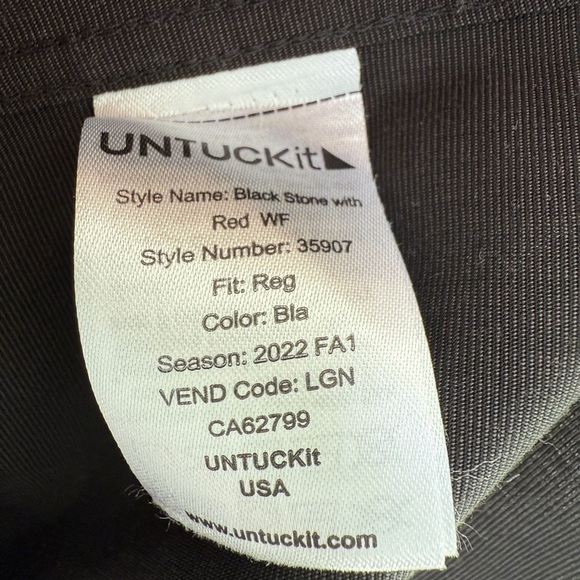 UNTUCKit
Style Name: Black Stone with
Red WF
Style Number: 35907
Fit: Reg
Color: Bla
Season: 2022 FA1
VEND Code: LGN
CA62799
UNTUCKit
USA
www.untuckit.com